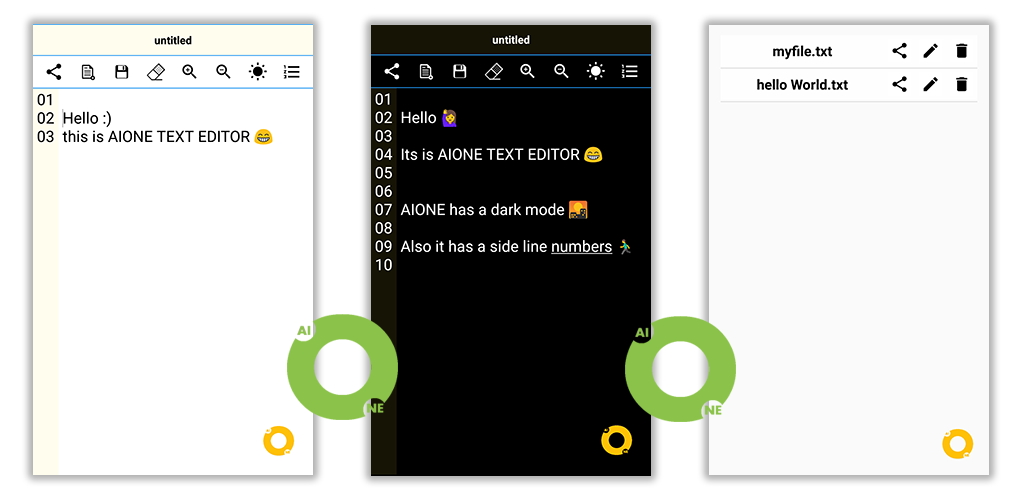 untitled
01
02 Hello :)
03 this is AIONE TEXT EDITOR 😁
AI
NE
untitled
01
02 Hello 🙋‍♀️
03
04 Its is AIONE TEXT EDITOR 😁
05
06
07 AIONE has a dark mode 🌇
08
09 Also it has a side line numbers 🏃‍♂️
10
AI
NE
myfile.txt
hello World.txt